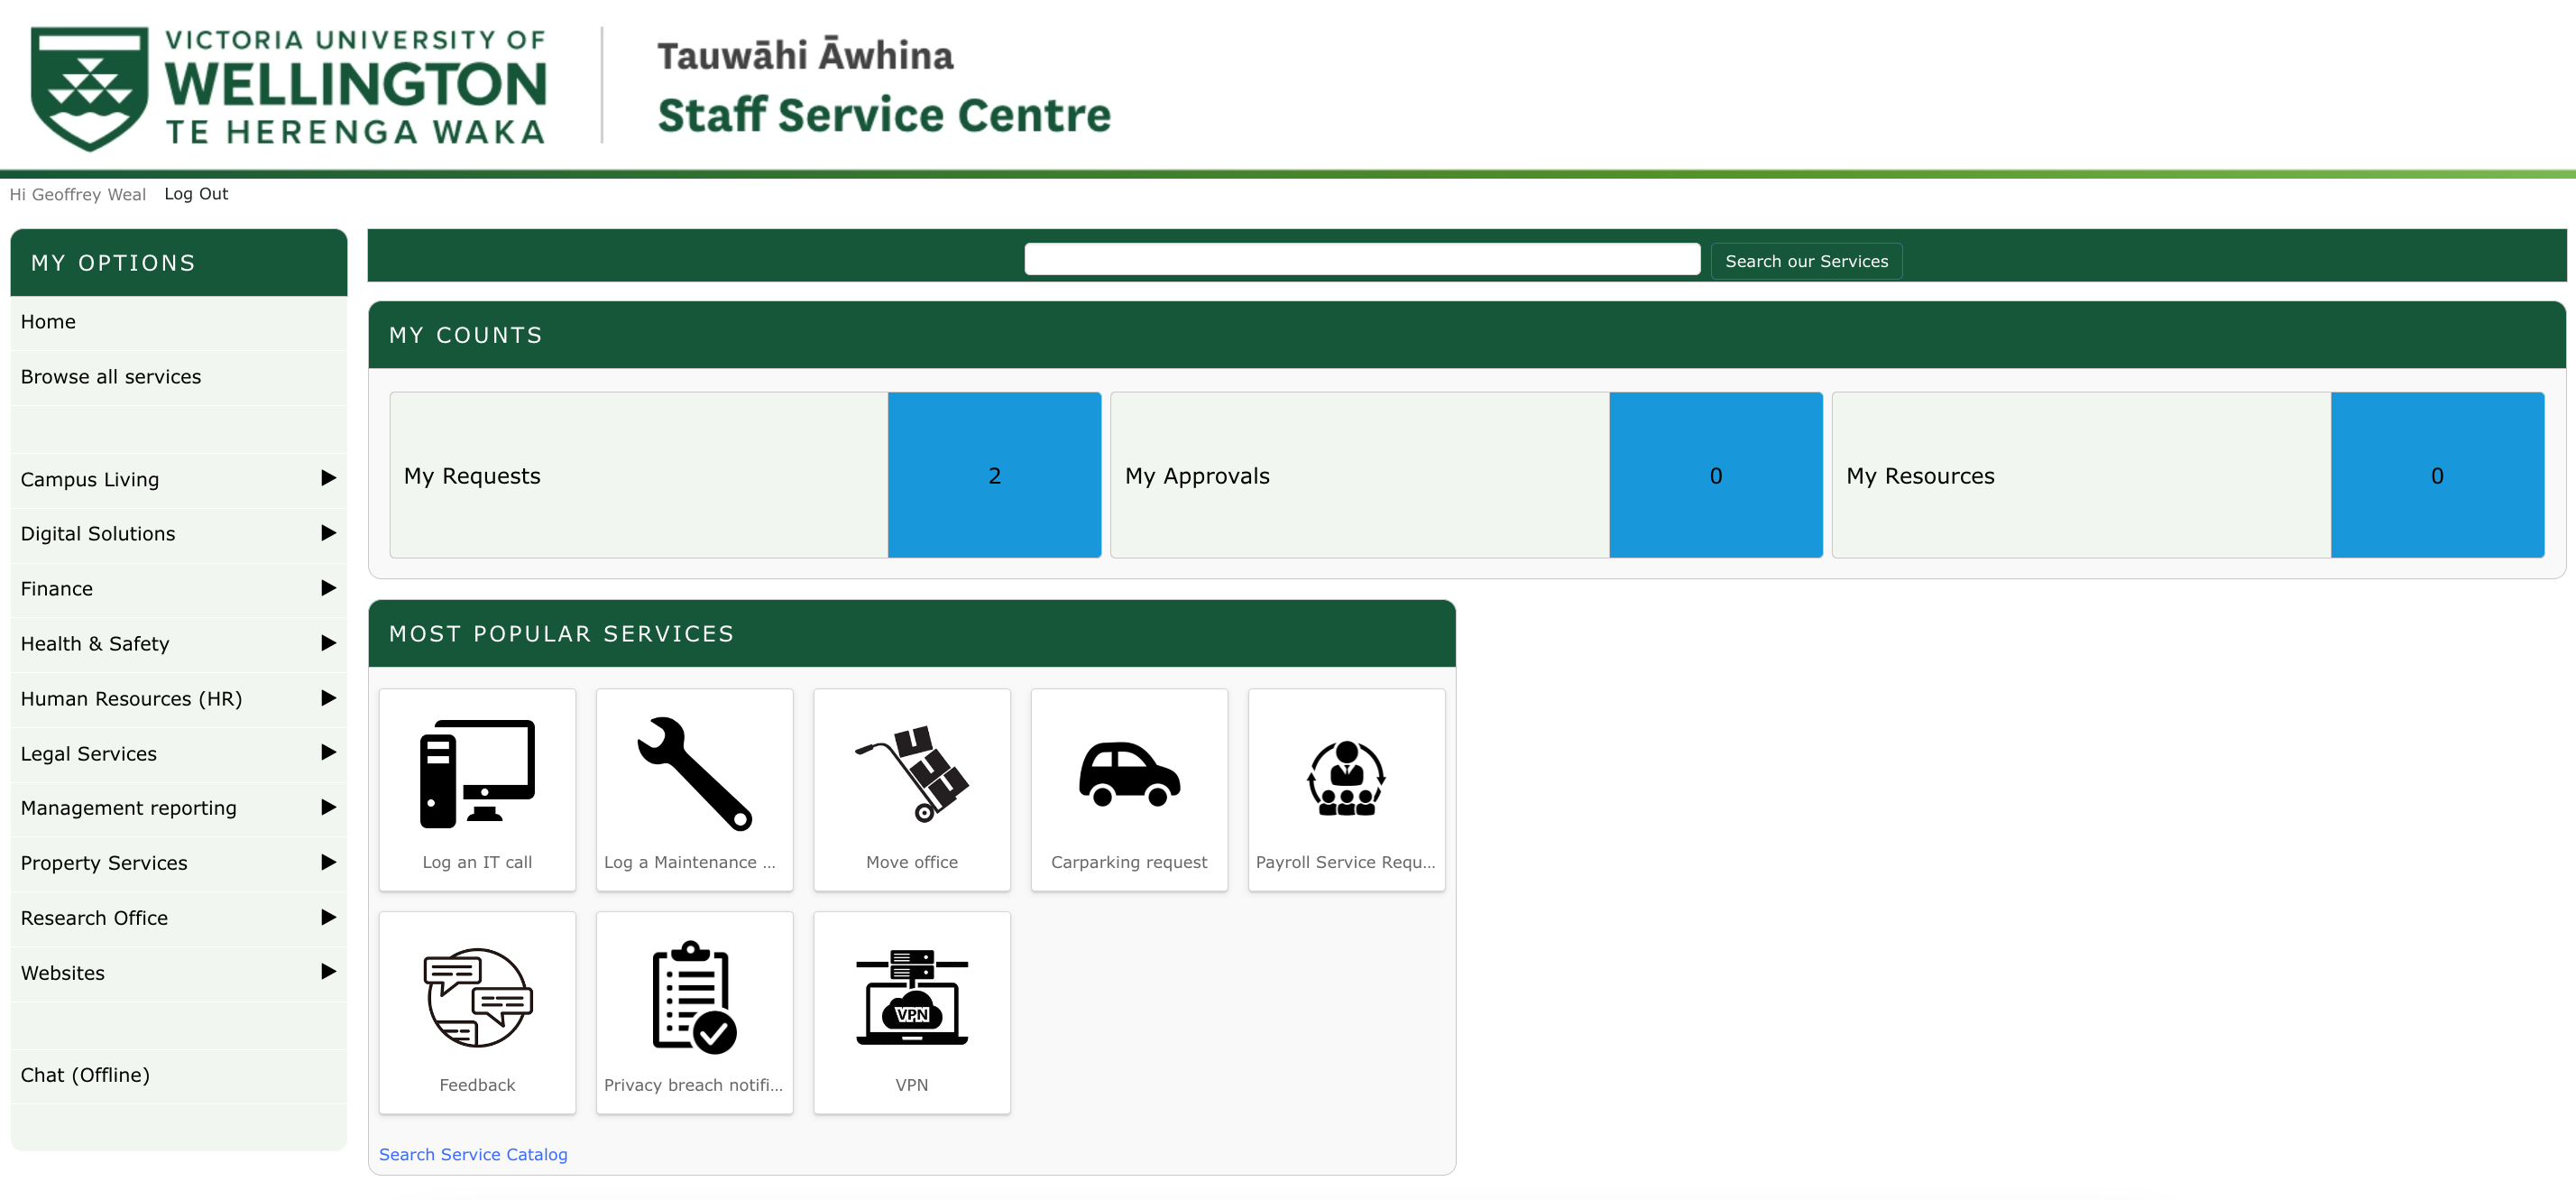 VICTORIA UNIVERSITY OF
WELLINGTON
TE HERENGA WAKA
Tauwāhi Āwhina
Staff Service Centre
Hi Geoffrey Weal Log Out
MY OPTIONS
Home
Browse all services
Campus Living
Digital Solutions
Finance
Health & Safety
Human Resources (HR)
Legal Services
Management reporting
Property Services
Research Office
Websites
Chat (Offline)
Search our Services
MY COUNTS
My Requests 2
My Approvals 0
My Resources 0
MOST POPULAR SERVICES
Log an IT call
Log a Maintenance ...
Move office
Carparking request
Payroll Service Requ...
Feedback
Privacy breach notifi...
VPN
VPN
Search Service Catalog